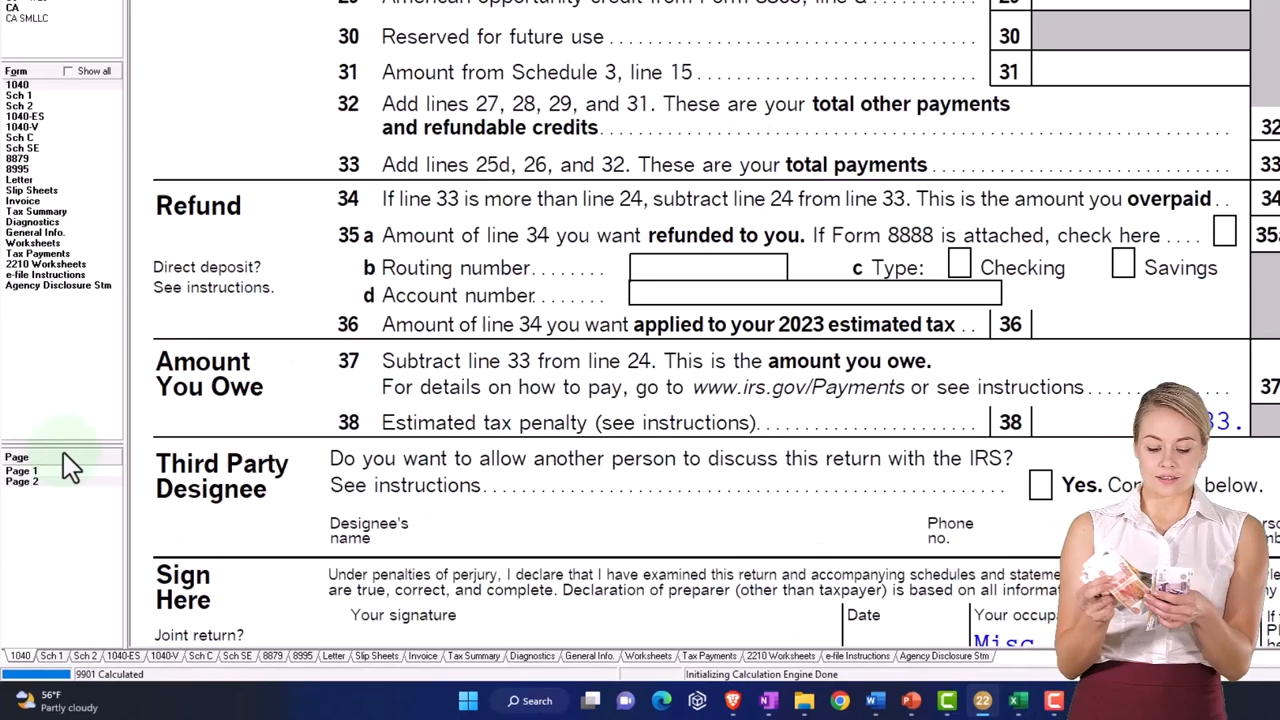 CA
CA SMLLC
Form Show all
1040
Sch 1
Sch 2
1040-ES
1040-V
Sch C
Sch SE
8879
8995
Letter
Slip Sheets
Invoice
Tax Summary
Diagnostics
General Info.
Worksheets
Tax Payments
2210 Worksheets
e-file Instructions
Agency Disclosure Stm
Page
Page 1
Page 2
30 Reserved for future use 30
31 Amount from Schedule 3, line 15 31
32 Add lines 27, 28, 29, and 31. These are your total other payments
and refundable credits 32
33 Add lines 25d, 26, and 32. These are your total payments 33
Refund
34 If line 33 is more than line 24, subtract line 24 from line 33. This is the amount you overpaid 34
35a Amount of line 34 you want refunded to you. If Form 8888 is attached, check here 35a
Direct deposit?
See instructions.
b Routing number c Type: Checking Savings
d Account number
36 Amount of line 34 you want applied to your 2023 estimated tax 36
Amount
You Owe
37 Subtract line 33 from line 24. This is the amount you owe.
For details on how to pay, go to www.irs.gov/Payments or see instructions 37
38 Estimated tax penalty (see instructions) 38 33.
Third Party
Designee
Do you want to allow another person to discuss this return with the IRS?
See instructions Yes. below.
Designee's
name
Phone
no.
Sign
Here
Under penalties of perjury, I declare that I have examined this return and accompanying schedules and
are true, correct, and complete. Declaration of preparer (other than taxpayer) is based on all
Your signature Date Your
Joint return?
Misc
1040 Sch 1 Sch 2 1040-ES 1040-V Sch C Sch SE 8879 8995 Letter Slip Sheets Invoice Tax Summary Diagnostics General Info. Worksheets Tax Payments 2210 Worksheets e-file Instructions Agency Disclosure Stm
9901 Calculated Initializing Calculation Engine Done
56°F
Partly cloudy
Search
22